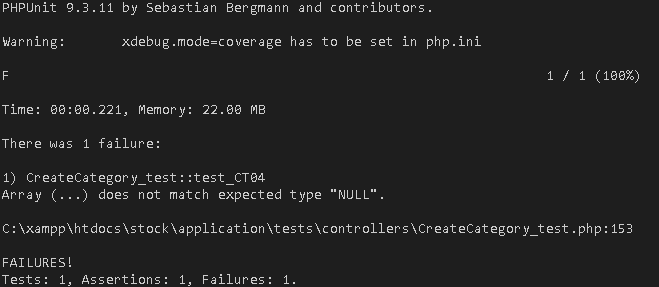 PHPUnit 9.3.11 by Sebastian Bergmann and contributors.
Warning:       xdebug.mode=coverage has to be set in php.ini
F                                                                   1 / 1 (100%)
Time: 00:00.221, Memory: 22.00 MB
There was 1 failure:
1) CreateCategory_test::test_CT04
Array (...) does not match expected type "NULL".
C:\xampp\htdocs\stock\application\tests\controllers\CreateCategory_test.php:153
FAILURES!
Tests: 1, Assertions: 1, Failures: 1.